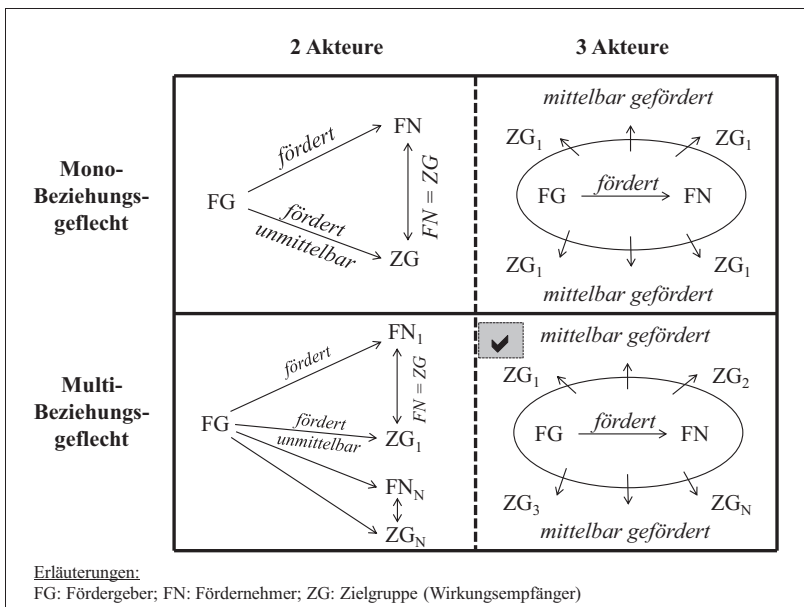 2 Akteure
3 Akteure
Mono-
Beziehungs-
geflecht
fördert
FN
FG
FN = ZG
fördert
unmittelbar
ZG
mittelbar gefördert
ZG1
ZG1
FG
fördert
FN
ZG1
ZG1
mittelbar gefördert
Multi-
Beziehungs-
geflecht
FN1
fördert
FN = ZG
FG
fördert
unmittelbar
ZG1
FNN
ZGN
mittelbar gefördert
ZG1
ZG2
FG
fördert
FN
ZG3
ZGN
mittelbar gefördert
Erläuterungen:
FG: Fördergeber; FN: Fördernehmer; ZG: Zielgruppe (Wirkungsempfänger)